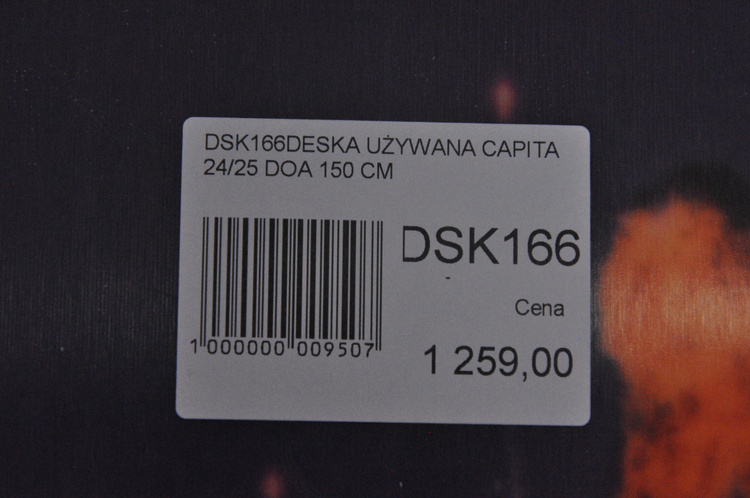 DSK166DESKA UŻYWANA CAPITA
24/25 DOA 150 CM
DSK166
Cena
1 259,00
1 000000 009507